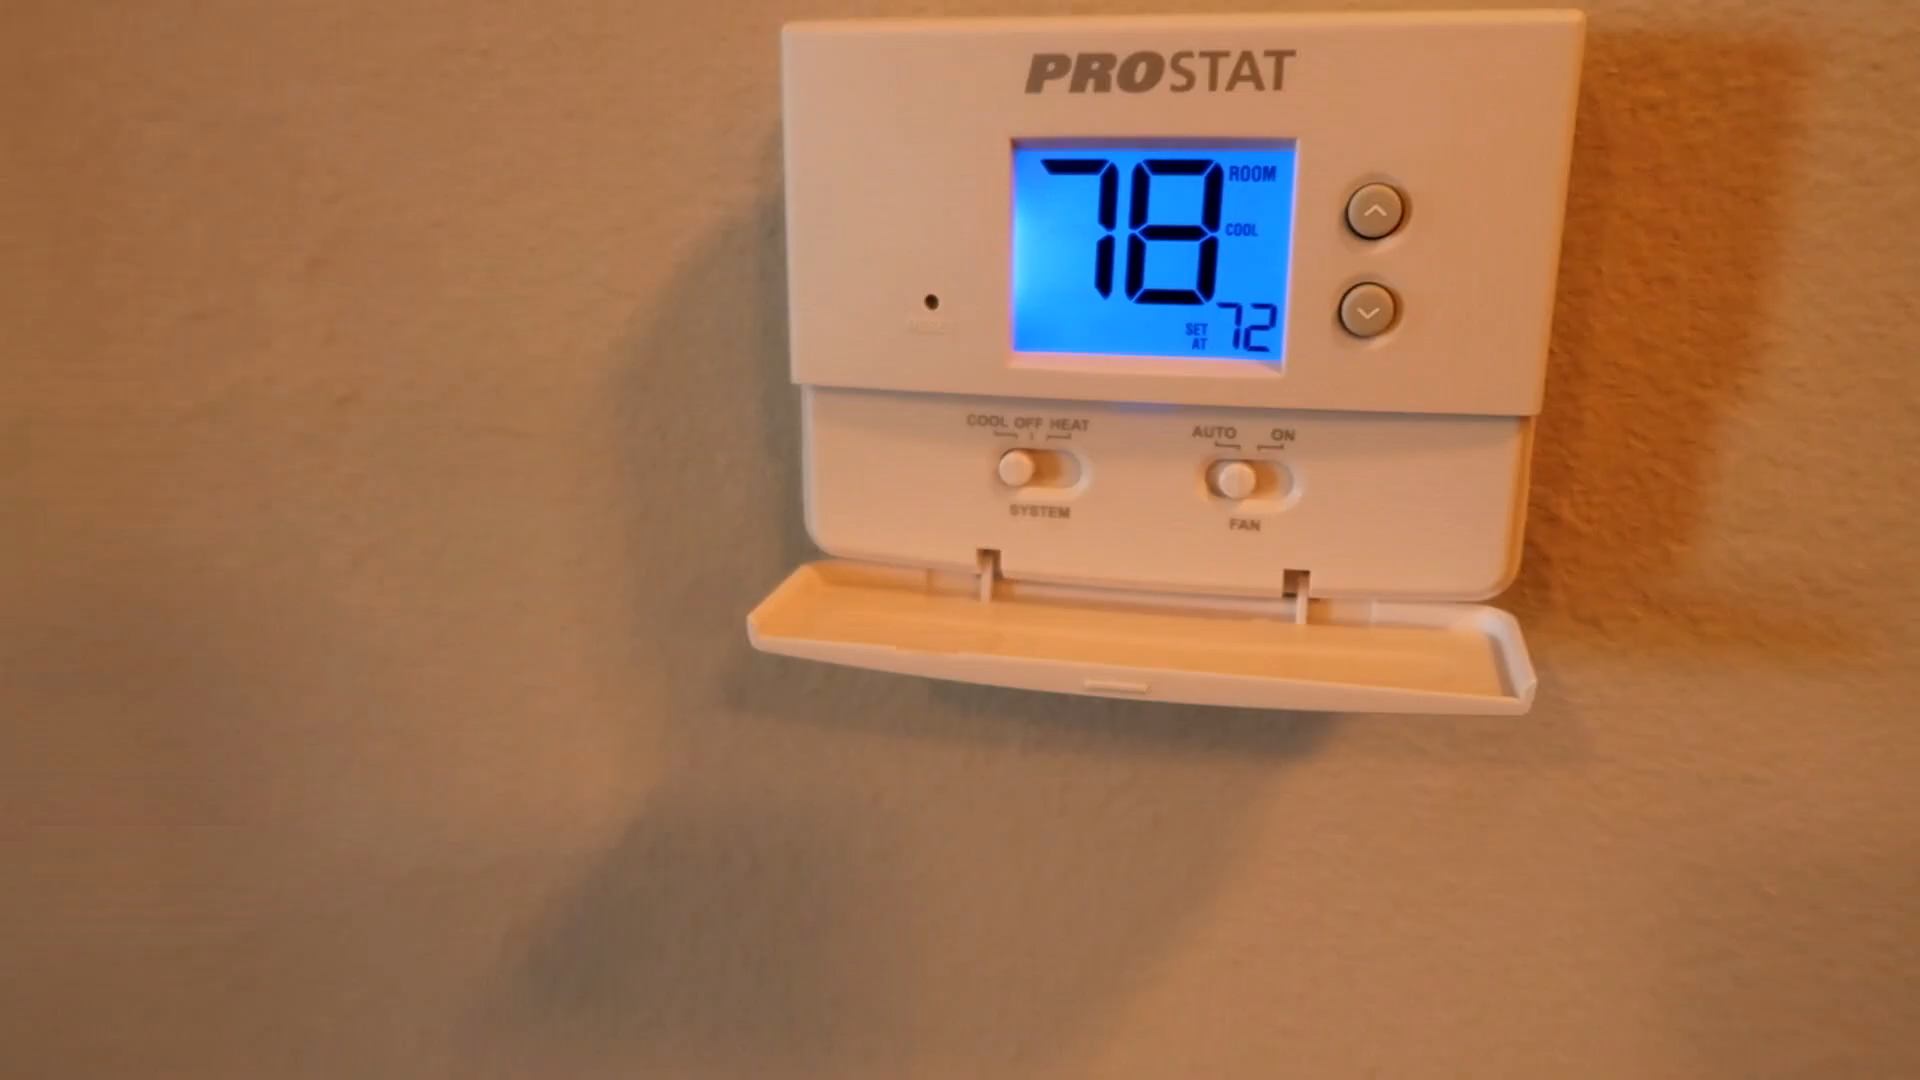 PROSTAT
78 ROOM
COOL
SET AT 72
COOL OFF HEAT
AUTO ON
SYSTEM
FAN